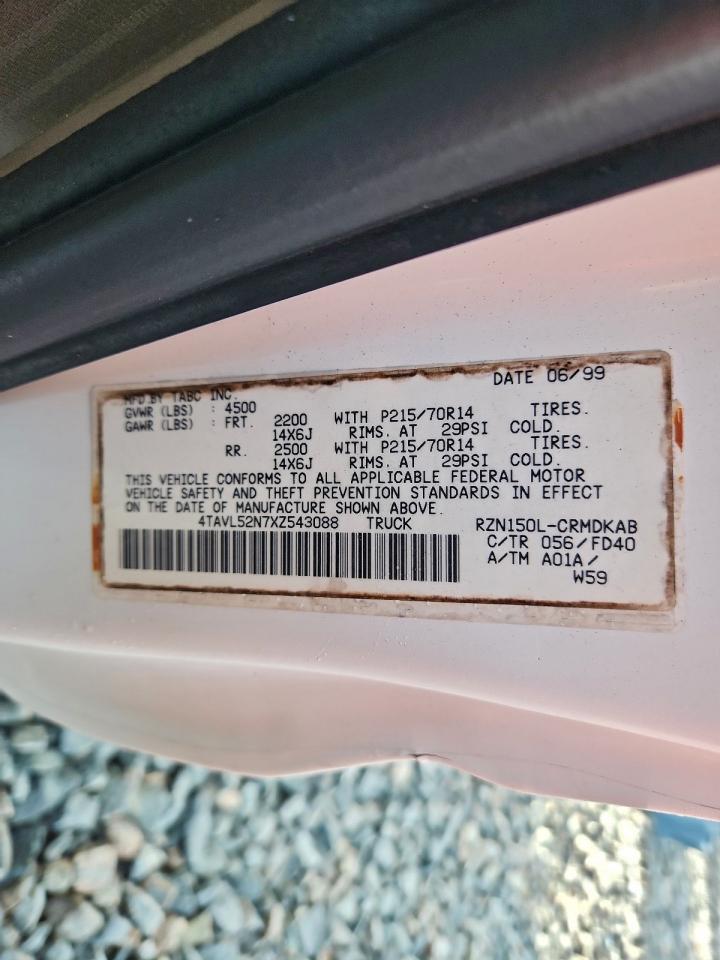 DATE 06/99
MFD.BY TABC INC.
GVWR (LBS) : 4500
GAWR (LBS) : FRT. 2200 WITH P215/70R14 TIRES.
14X6J RIMS. AT 29PSI COLD.
RR. 2500 WITH P215/70R14 TIRES.
14X6J RIMS. AT 29PSI COLD.
THIS VEHICLE CONFORMS TO ALL APPLICABLE FEDERAL MOTOR
VEHICLE SAFETY AND THEFT PREVENTION STANDARDS IN EFFECT
ON THE DATE OF MANUFACTURE SHOWN ABOVE.
4TAVL52N7XZ543088 TRUCK RZN150L-CRMDKAB
C/TR 056/FD40
A/TM A01A/
W59